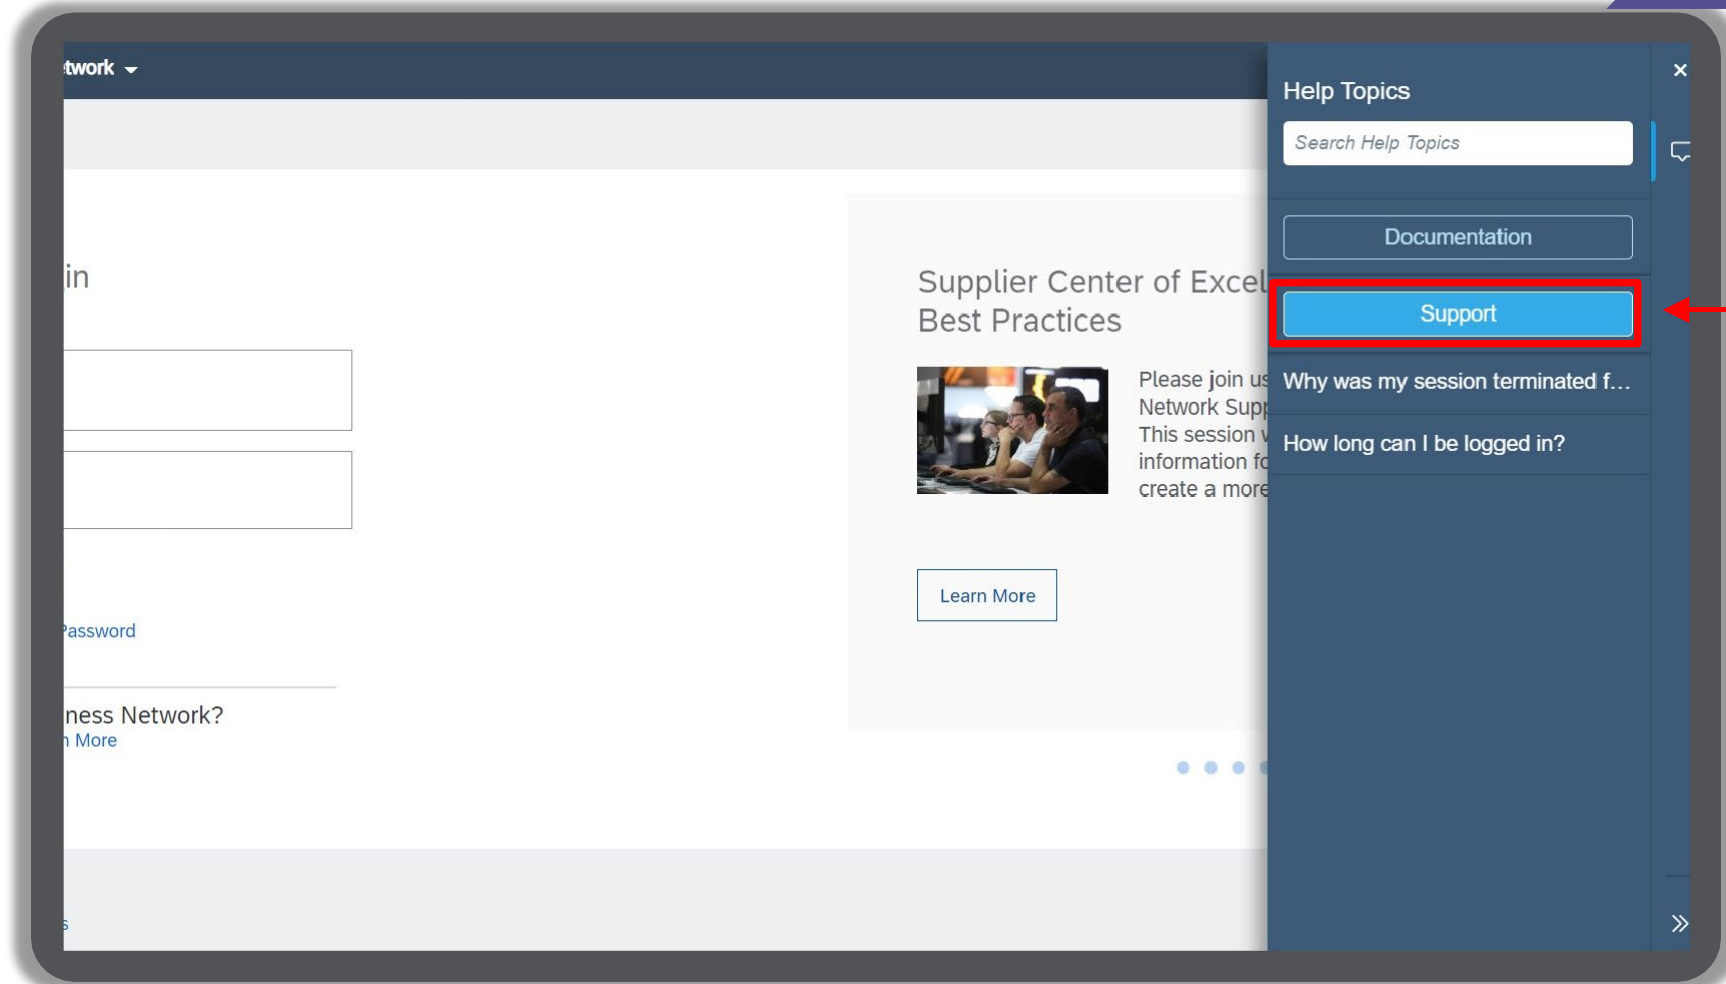 twork
in
Password
ness Network?
n More
s
Supplier Center of Excel
Best Practices
Please join us
Network Supp
This session w
information fo
create a more
Learn More
Help Topics
Search Help Topics
Documentation
Support
Why was my session terminated f...
How long can I be logged in?